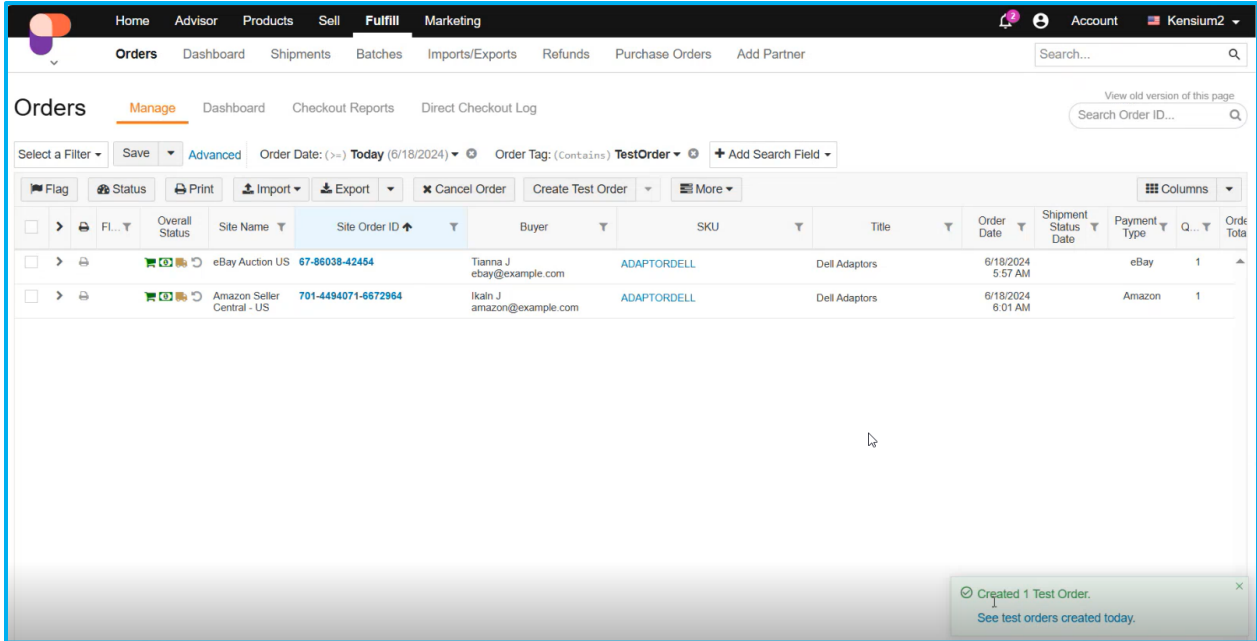 Home Advisor Products Sell Fulfill Marketing 2 Account Kensium2
Orders Dashboard Shipments Batches Imports/Exports Refunds Purchase Orders Add Partner Search...
View old version of this page
Orders Manage Dashboard Checkout Reports Direct Checkout Log Search Order ID...
Select a Filter Save Advanced Order Date: (>=) Today (6/18/2024) Order Tag: (Contains) TestOrder + Add Search Field
Flag Status Print Import Export Cancel Order Create Test Order More Columns
Fl... Overall Status Site Name Site Order ID Buyer SKU Title Order Date Shipment Status Date Payment Type Q... Orde Tota
eBay Auction US 67-86038-42454 Tianna J ADAPTORDELL Dell Adaptors 6/18/2024 eBay 1
ebay@example.com 5:57 AM
Amazon Seller 701-4494071-6672964 Ikaln J ADAPTORDELL Dell Adaptors 6/18/2024 Amazon 1
Central - US amazon@example.com 6:01 AM
Created 1 Test Order.
See test orders created today.